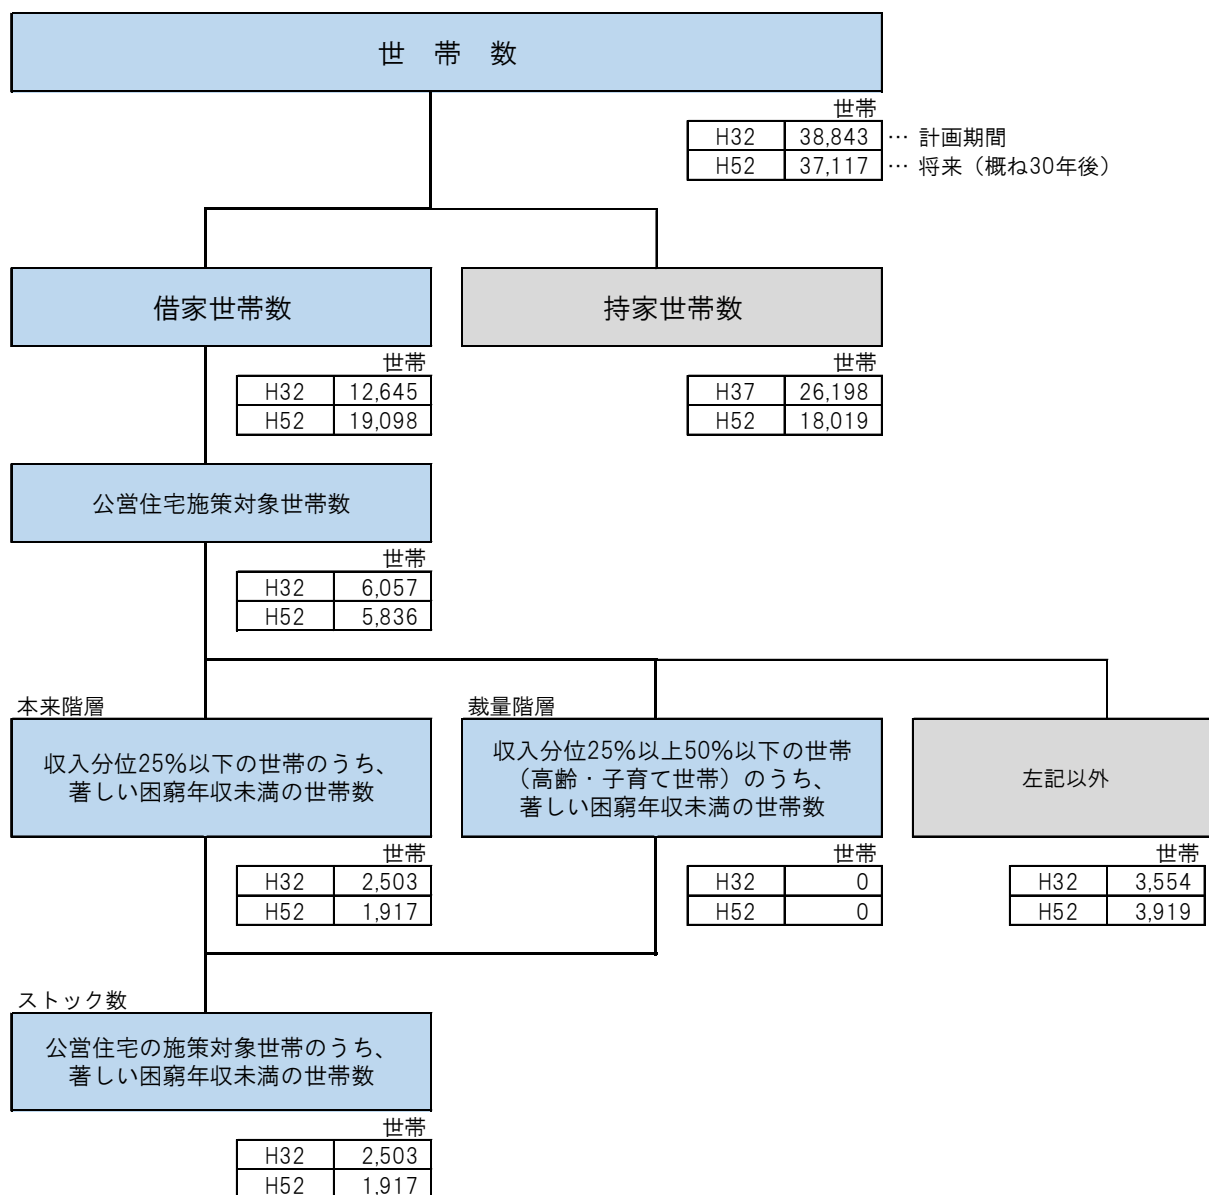 世 帯 数
世帯
H32 38,843 … 計画期間
H52 37,117 … 将来（概ね30年後）
借家世帯数
持家世帯数
世帯
H32 12,645
H52 19,098
世帯
H37 26,198
H52 18,019
公営住宅施策対象世帯数
世帯
H32 6,057
H52 5,836
本来階層
収入分位25%以下の世帯のうち、
著しい困窮年収未満の世帯数
裁量階層
収入分位25%以上50%以下の世帯
（高齢・子育て世帯）のうち、
著しい困窮年収未満の世帯数
左記以外
世帯
H32 2,503
H52 1,917
世帯
H32 0
H52 0
世帯
H32 3,554
H52 3,919
ストック数
公営住宅の施策対象世帯のうち、
著しい困窮年収未満の世帯数
世帯
H32 2,503
H52 1,917